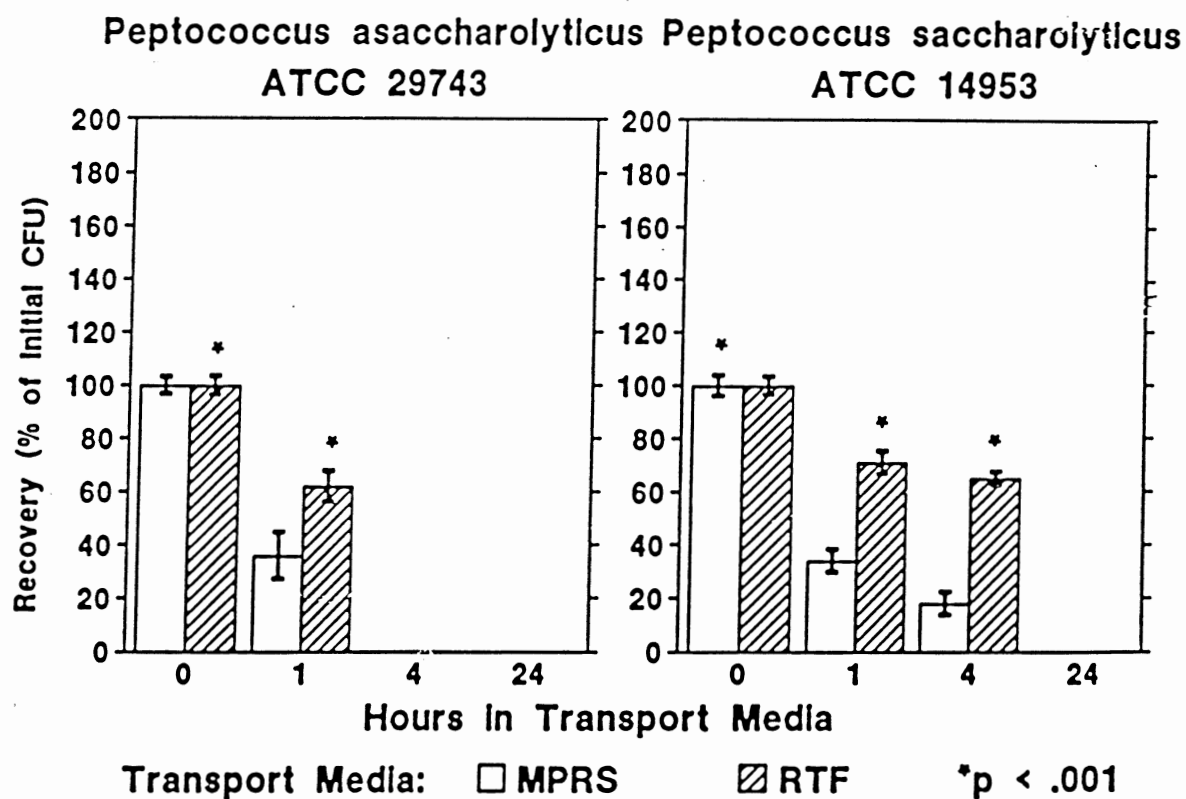 Peptococcus asaccharolyticus Peptococcus saccharolyticus
ATCC 29743 ATCC 14953
200 200
180 180
160 160
140 140
120 120
* *
100 100
* *
80 80
*
60 60
40 40
20 20
0 0
Recovery (% of Initial CFU)
0 1 4 24 0 1 4 24
Hours in Transport Media
Transport Media: MPRS RTF *p < .001